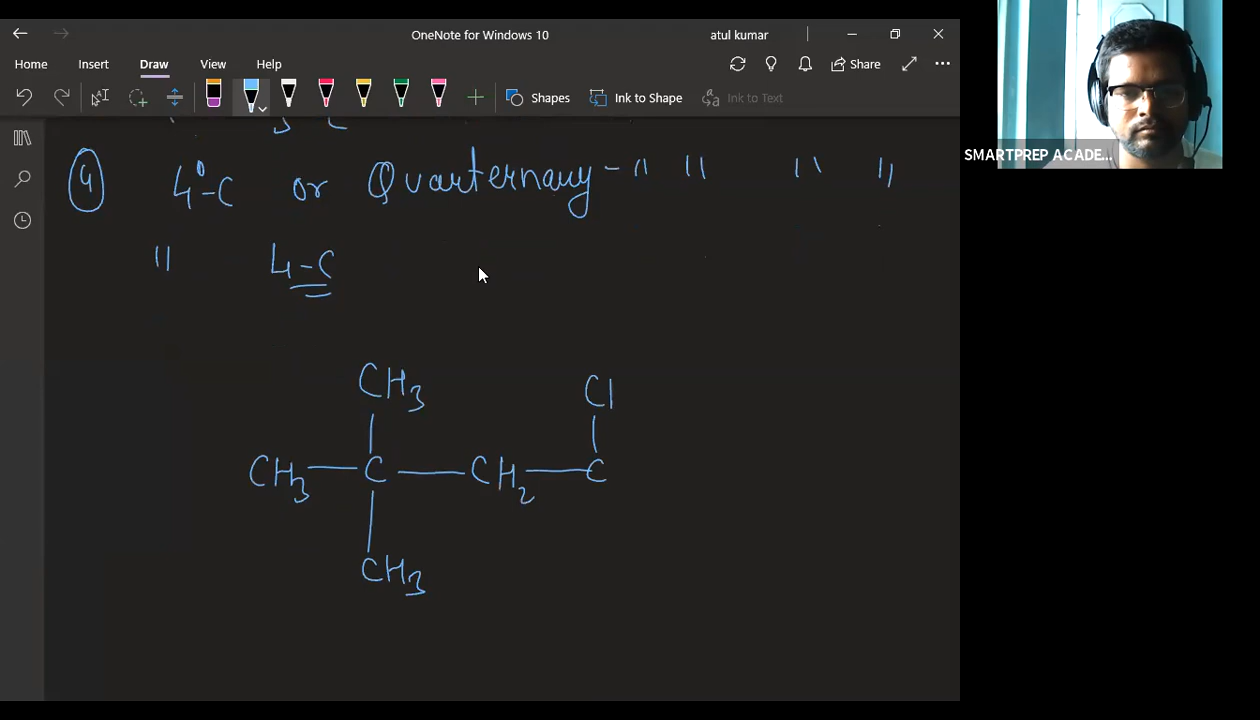 OneNote for Windows 10
atul kumar
Home Insert Draw View Help
Share
Shapes Ink to Shape Ink to Text
SMARTPREP ACADE...
4 4°-C or Quarternary - " " " "
" 4-C
CH3 Cl
CH3 C CH2 C
CH3